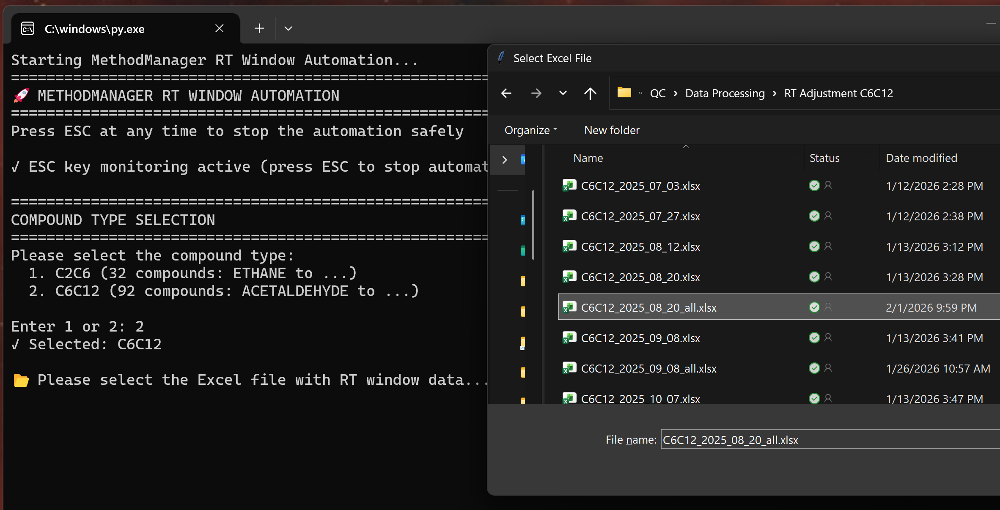 C:\windows\py.exe
Starting MethodManager RT Window Automation...
======================================================
🚀 METHODMANAGER RT WINDOW AUTOMATION
======================================================
Press ESC at any time to stop the automation safely
√ ESC key monitoring active (press ESC to stop automat
======================================================
COMPOUND TYPE SELECTION
======================================================
Please select the compound type:
  1. C2C6 (32 compounds: ETHANE to ...)
  2. C6C12 (92 compounds: ACETALDEHYDE to ...)
Enter 1 or 2: 2
√ Selected: C6C12
📂 Please select the Excel file with RT window data...
Select Excel File
« QC › Data Processing › RT Adjustment C6C12
Organize New folder
Name Status Date modified
C6C12_2025_07_03.xlsx 1/12/2026 2:28 PM
C6C12_2025_07_27.xlsx 1/12/2026 2:38 PM
C6C12_2025_08_12.xlsx 1/13/2026 3:12 PM
C6C12_2025_08_20.xlsx 1/13/2026 3:28 PM
C6C12_2025_08_20_all.xlsx 2/1/2026 9:59 PM
C6C12_2025_09_08.xlsx 1/13/2026 3:41 PM
C6C12_2025_09_08_all.xlsx 1/26/2026 10:57 AM
C6C12_2025_10_07.xlsx 1/13/2026 3:47 PM
File name: C6C12_2025_08_20_all.xlsx